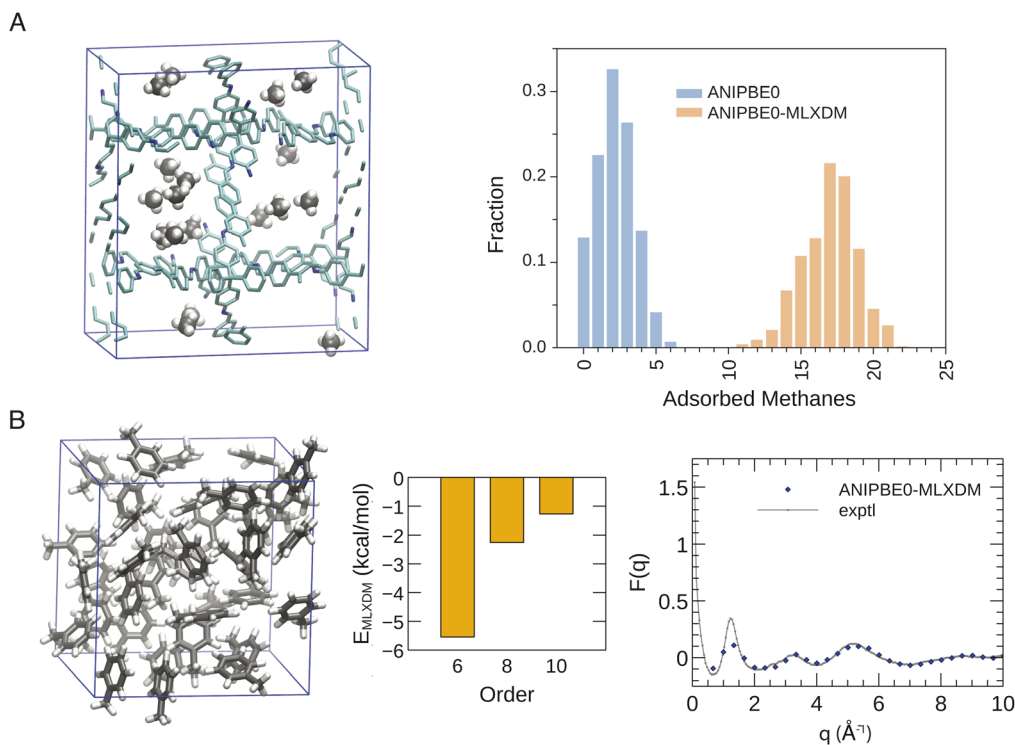 A
ANIPBE0
ANIPBE0-MLXDM
0.3
0.2
0.1
0.0
Fraction
0 5 10 15 20 25
Adsorbed Methanes
B
0
−1
−2
−3
−4
−5
−6
E_MLXDM (kcal/mol)
6 8 10
Order
ANIPBE0-MLXDM
exptl
1.5
1
0.5
0
F(q)
0 2 4 6 8 10
q (Å⁻¹)